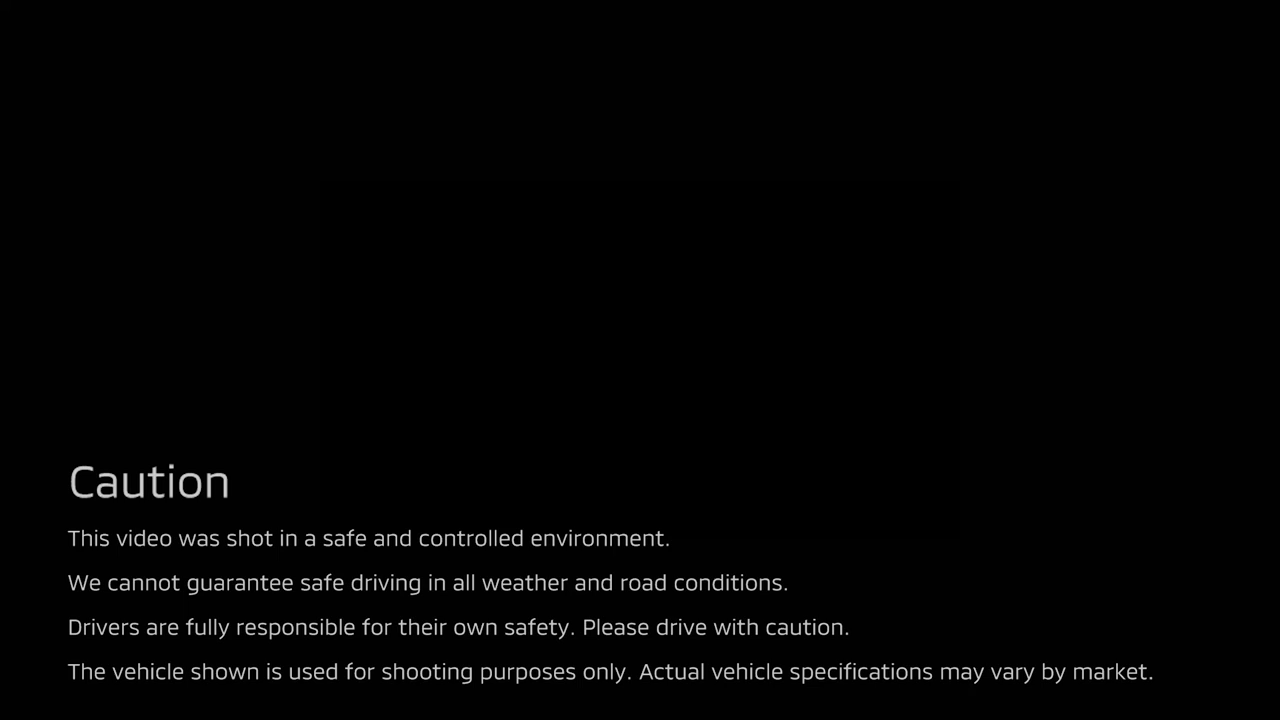 Caution
This video was shot in a safe and controlled environment.
We cannot guarantee safe driving in all weather and road conditions.
Drivers are fully responsible for their own safety. Please drive with caution.
The vehicle shown is used for shooting purposes only. Actual vehicle specifications may vary by market.